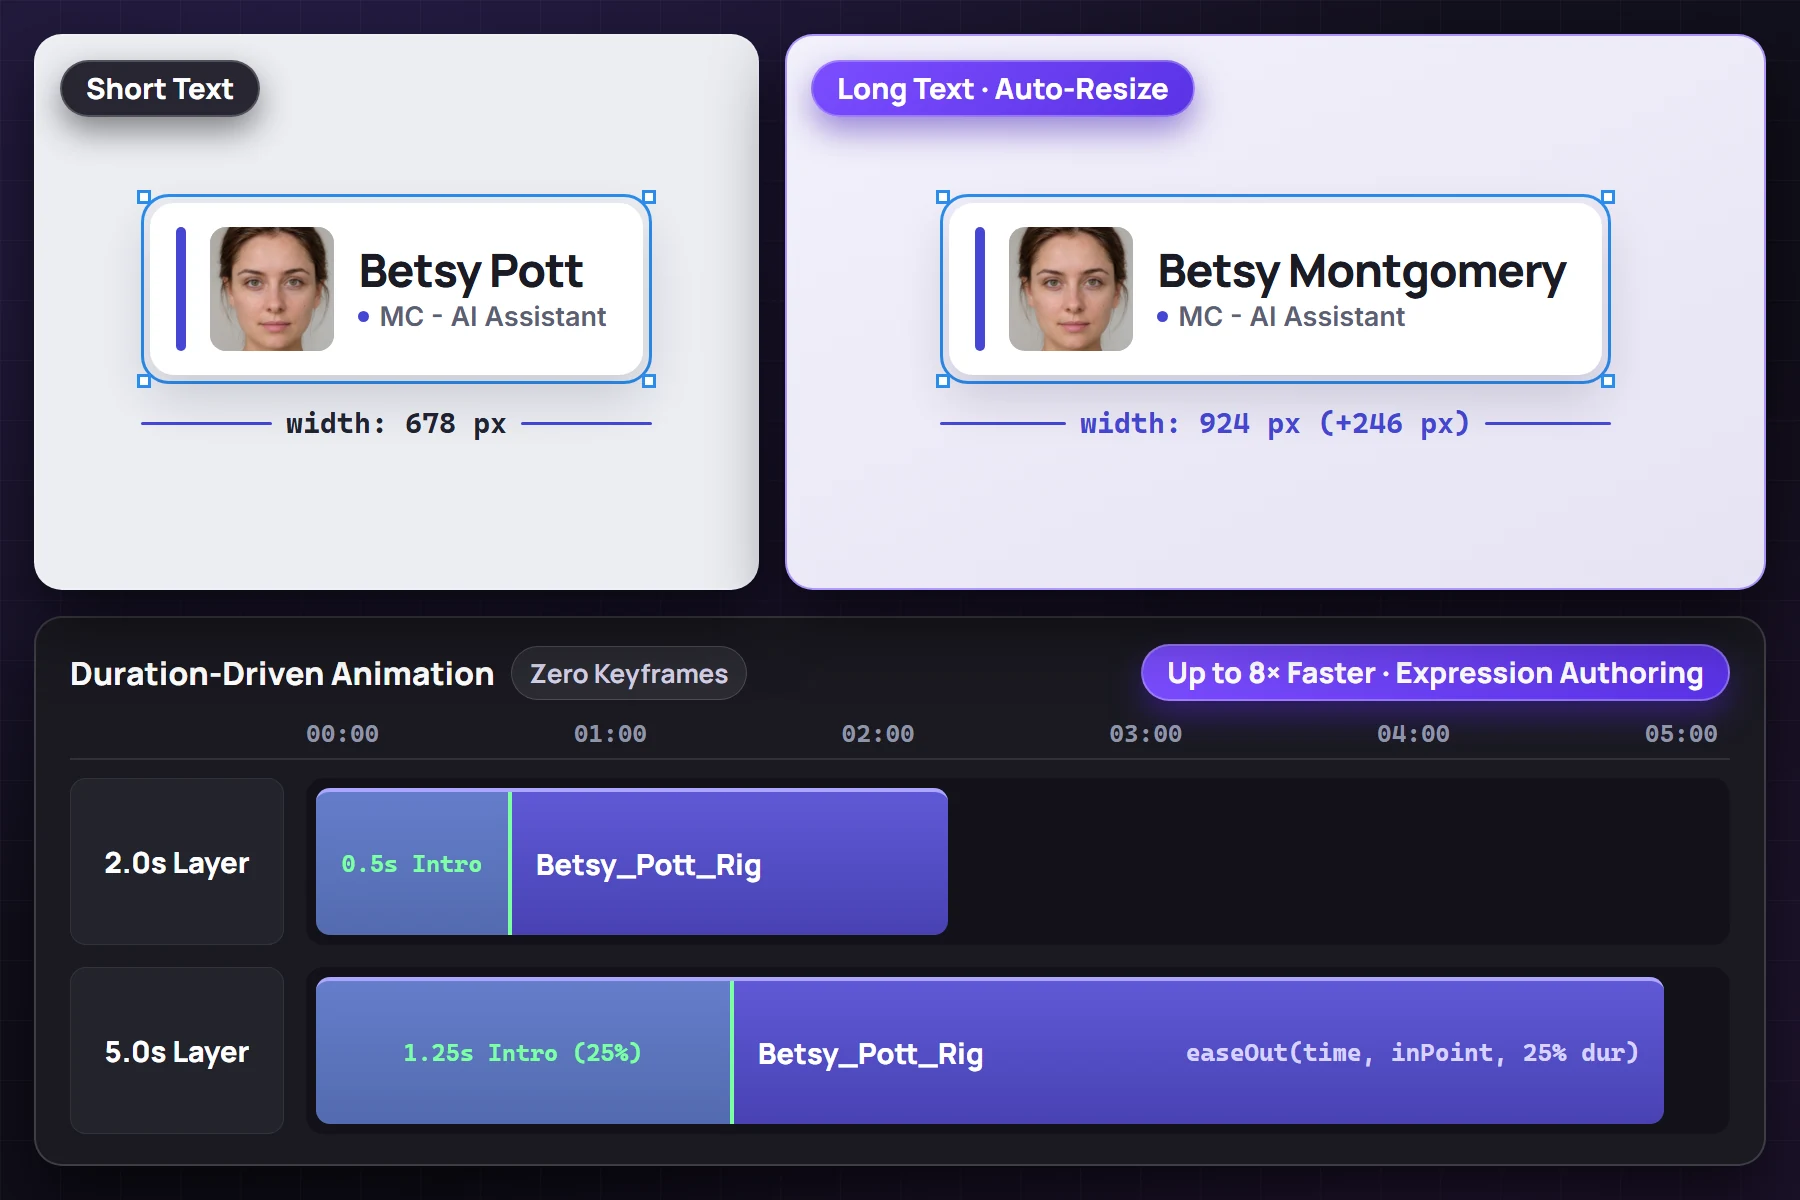 Short Text
Betsy Pott
MC - AI Assistant
width: 678 px
Long Text · Auto-Resize
Betsy Montgomery
MC - AI Assistant
width: 924 px (+246 px)
Duration-Driven Animation
Zero Keyframes
Up to 8× Faster · Expression Authoring
00:00 01:00 02:00 03:00 04:00 05:00
2.0s Layer
0.5s Intro
Betsy_Pott_Rig
5.0s Layer
1.25s Intro (25%)
Betsy_Pott_Rig
easeOut(time, inPoint, 25% dur)